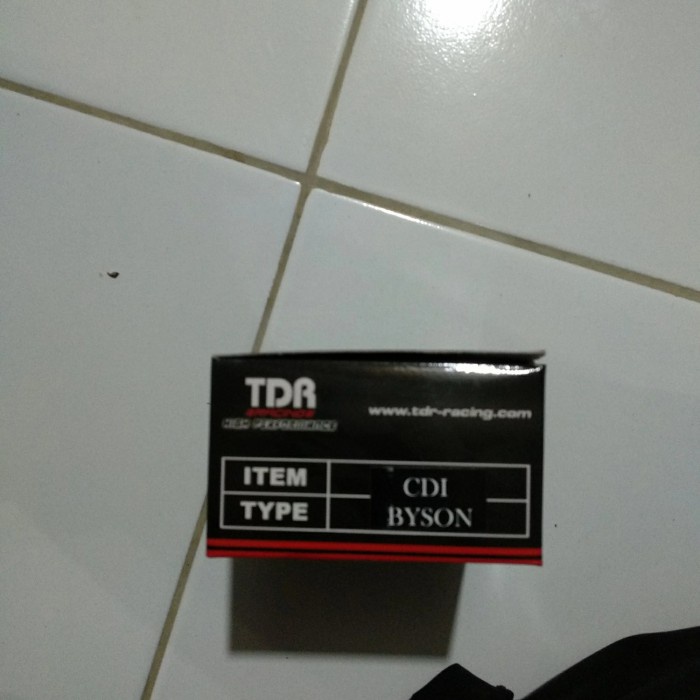 TDR
HIGH PERFORMANCE
www.tdr-racing.com
ITEM CDI
TYPE BYSON